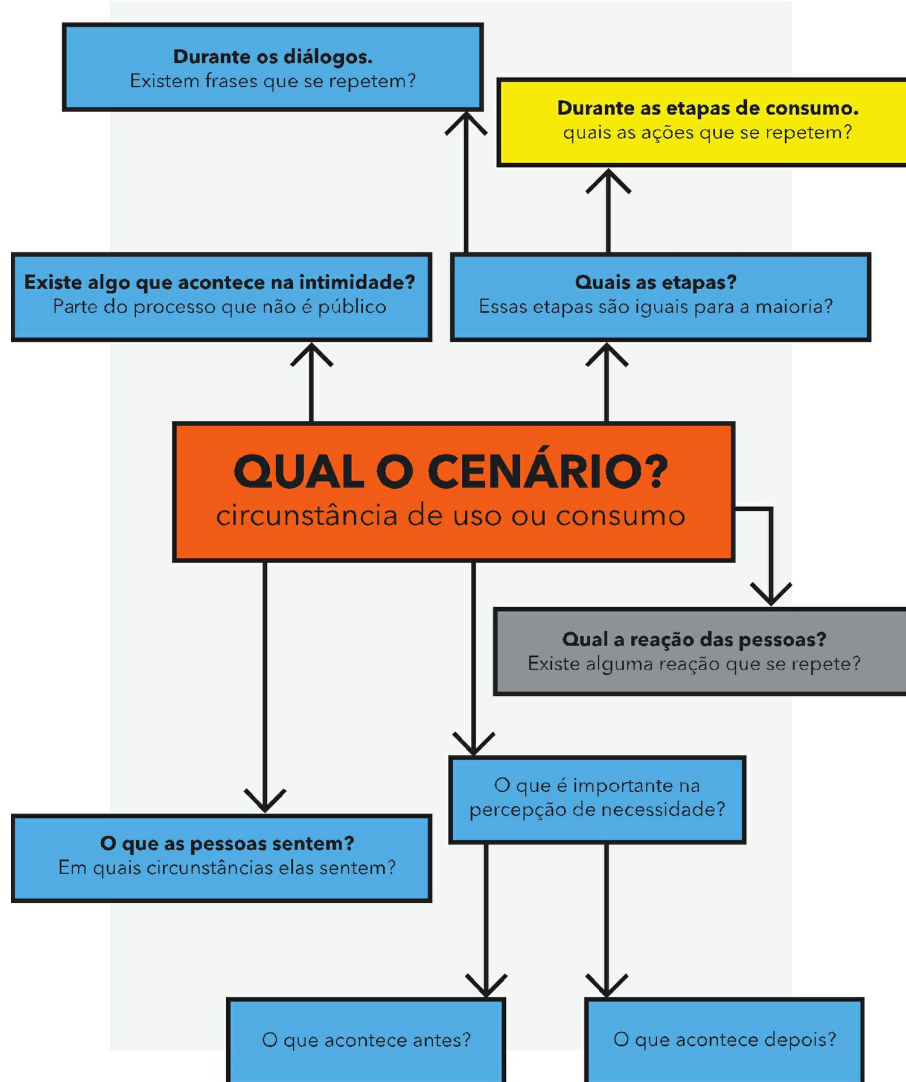 Durante os diálogos.
Existem frases que se repetem?
Durante as etapas de consumo.
quais as ações que se repetem?
Existe algo que acontece na intimidade?
Parte do processo que não é público
Quais as etapas?
Essas etapas são iguais para a maioria?
QUAL O CENÁRIO?
circunstância de uso ou consumo
Qual a reação das pessoas?
Existe alguma reação que se repete?
O que é importante na
percepção de necessidade?
O que as pessoas sentem?
Em quais circunstâncias elas sentem?
O que acontece antes?
O que acontece depois?